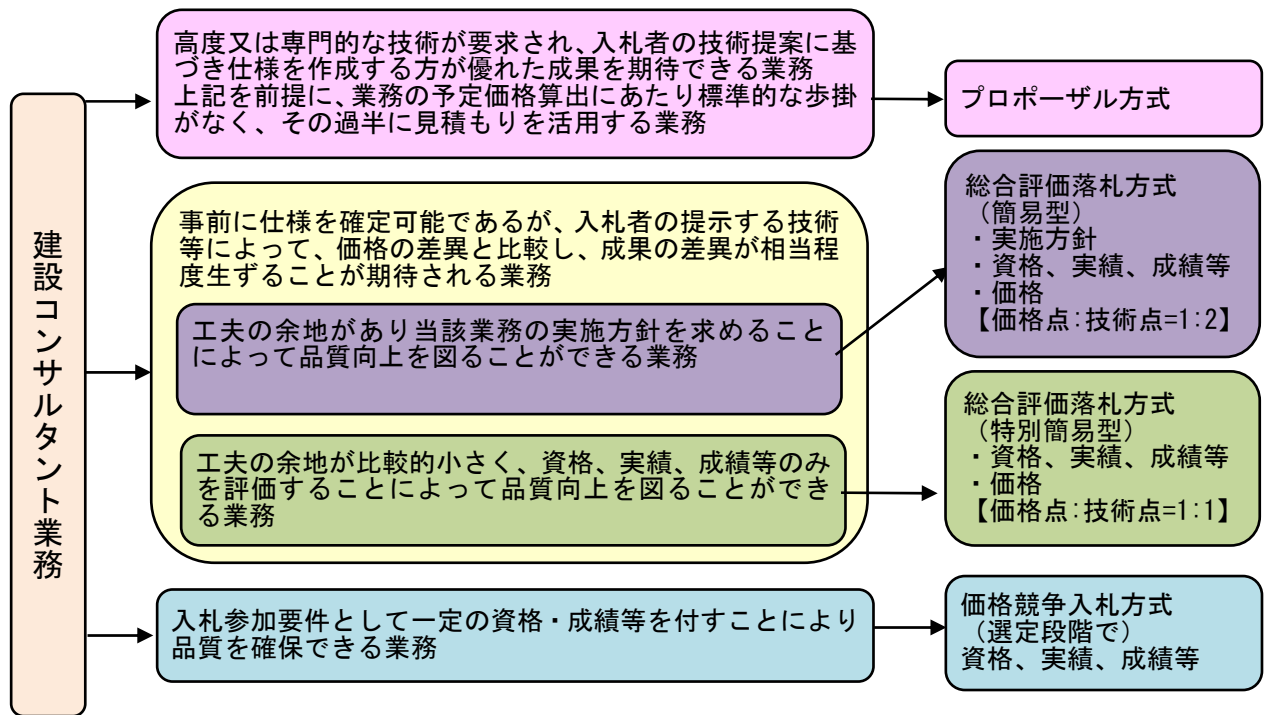 建設コンサルタント業務
高度又は専門的な技術が要求され、入札者の技術提案に基
づき仕様を作成する方が優れた成果を期待できる業務
上記を前提に、業務の予定価格算出にあたり標準的な歩掛
がなく、その過半に見積もりを活用する業務
プロポーザル方式
事前に仕様を確定可能であるが、入札者の提示する技術
等によって、価格の差異と比較し、成果の差異が相当程
度生ずることが期待される業務
工夫の余地があり当該業務の実施方針を求めること
によって品質向上を図ることができる業務
総合評価落札方式
（簡易型）
・実施方針
・資格、実績、成績等
・価格
【価格点：技術点=1：2】
工夫の余地が比較的小さく、資格、実績、成績等のみ
を評価することによって品質向上を図ることができ
る業務
総合評価落札方式
（特別簡易型）
・資格、実績、成績等
・価格
【価格点：技術点=1：1】
入札参加要件として一定の資格・成績等を付すことにより
品質を確保できる業務
価格競争入札方式
（選定段階で）
資格、実績、成績等